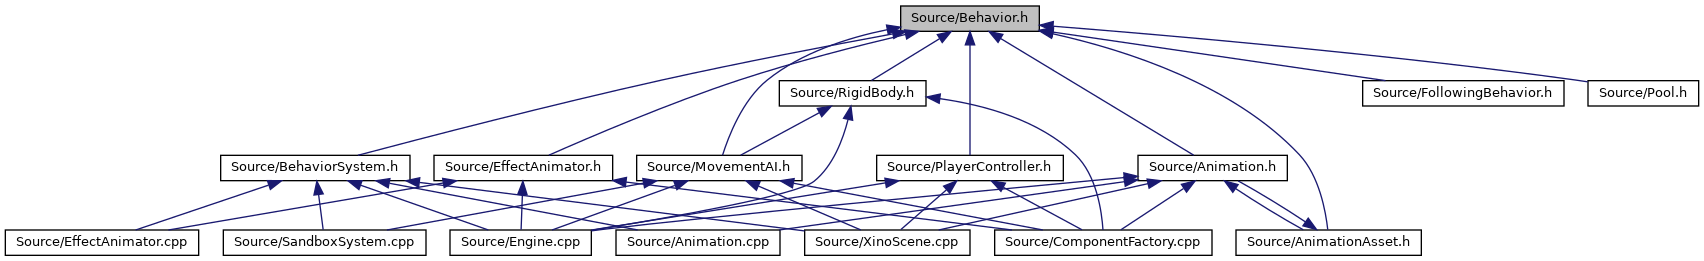 Source/Behavior.h
Source/RigidBody.h
Source/FollowingBehavior.h
Source/Pool.h
Source/BehaviorSystem.h
Source/EffectAnimator.h
Source/MovementAI.h
Source/PlayerController.h
Source/Animation.h
Source/EffectAnimator.cpp
Source/SandboxSystem.cpp
Source/Engine.cpp
Source/Animation.cpp
Source/XinoScene.cpp
Source/ComponentFactory.cpp
Source/AnimationAsset.h